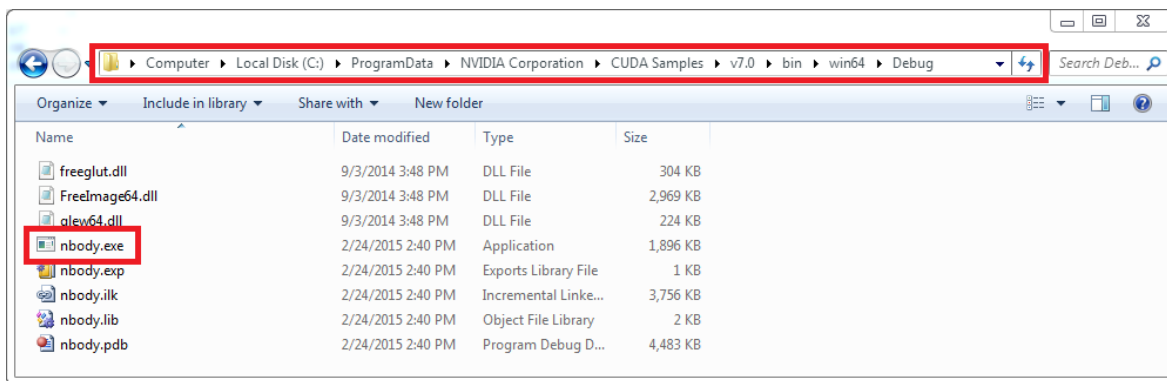 Computer Local Disk (C:) ProgramData NVIDIA Corporation CUDA Samples v7.0 bin win64 Debug Search Deb...
Organize Include in library Share with New folder
Name Date modified Type Size
freeglut.dll 9/3/2014 3:48 PM DLL File 304 KB
FreeImage64.dll 9/3/2014 3:48 PM DLL File 2,969 KB
glew64.dll 9/3/2014 3:48 PM DLL File 224 KB
nbody.exe 2/24/2015 2:40 PM Application 1,896 KB
nbody.exp 2/24/2015 2:40 PM Exports Library File 1 KB
nbody.ilk 2/24/2015 2:40 PM Incremental Linke... 3,756 KB
nbody.lib 2/24/2015 2:40 PM Object File Library 2 KB
nbody.pdb 2/24/2015 2:40 PM Program Debug D... 4,483 KB